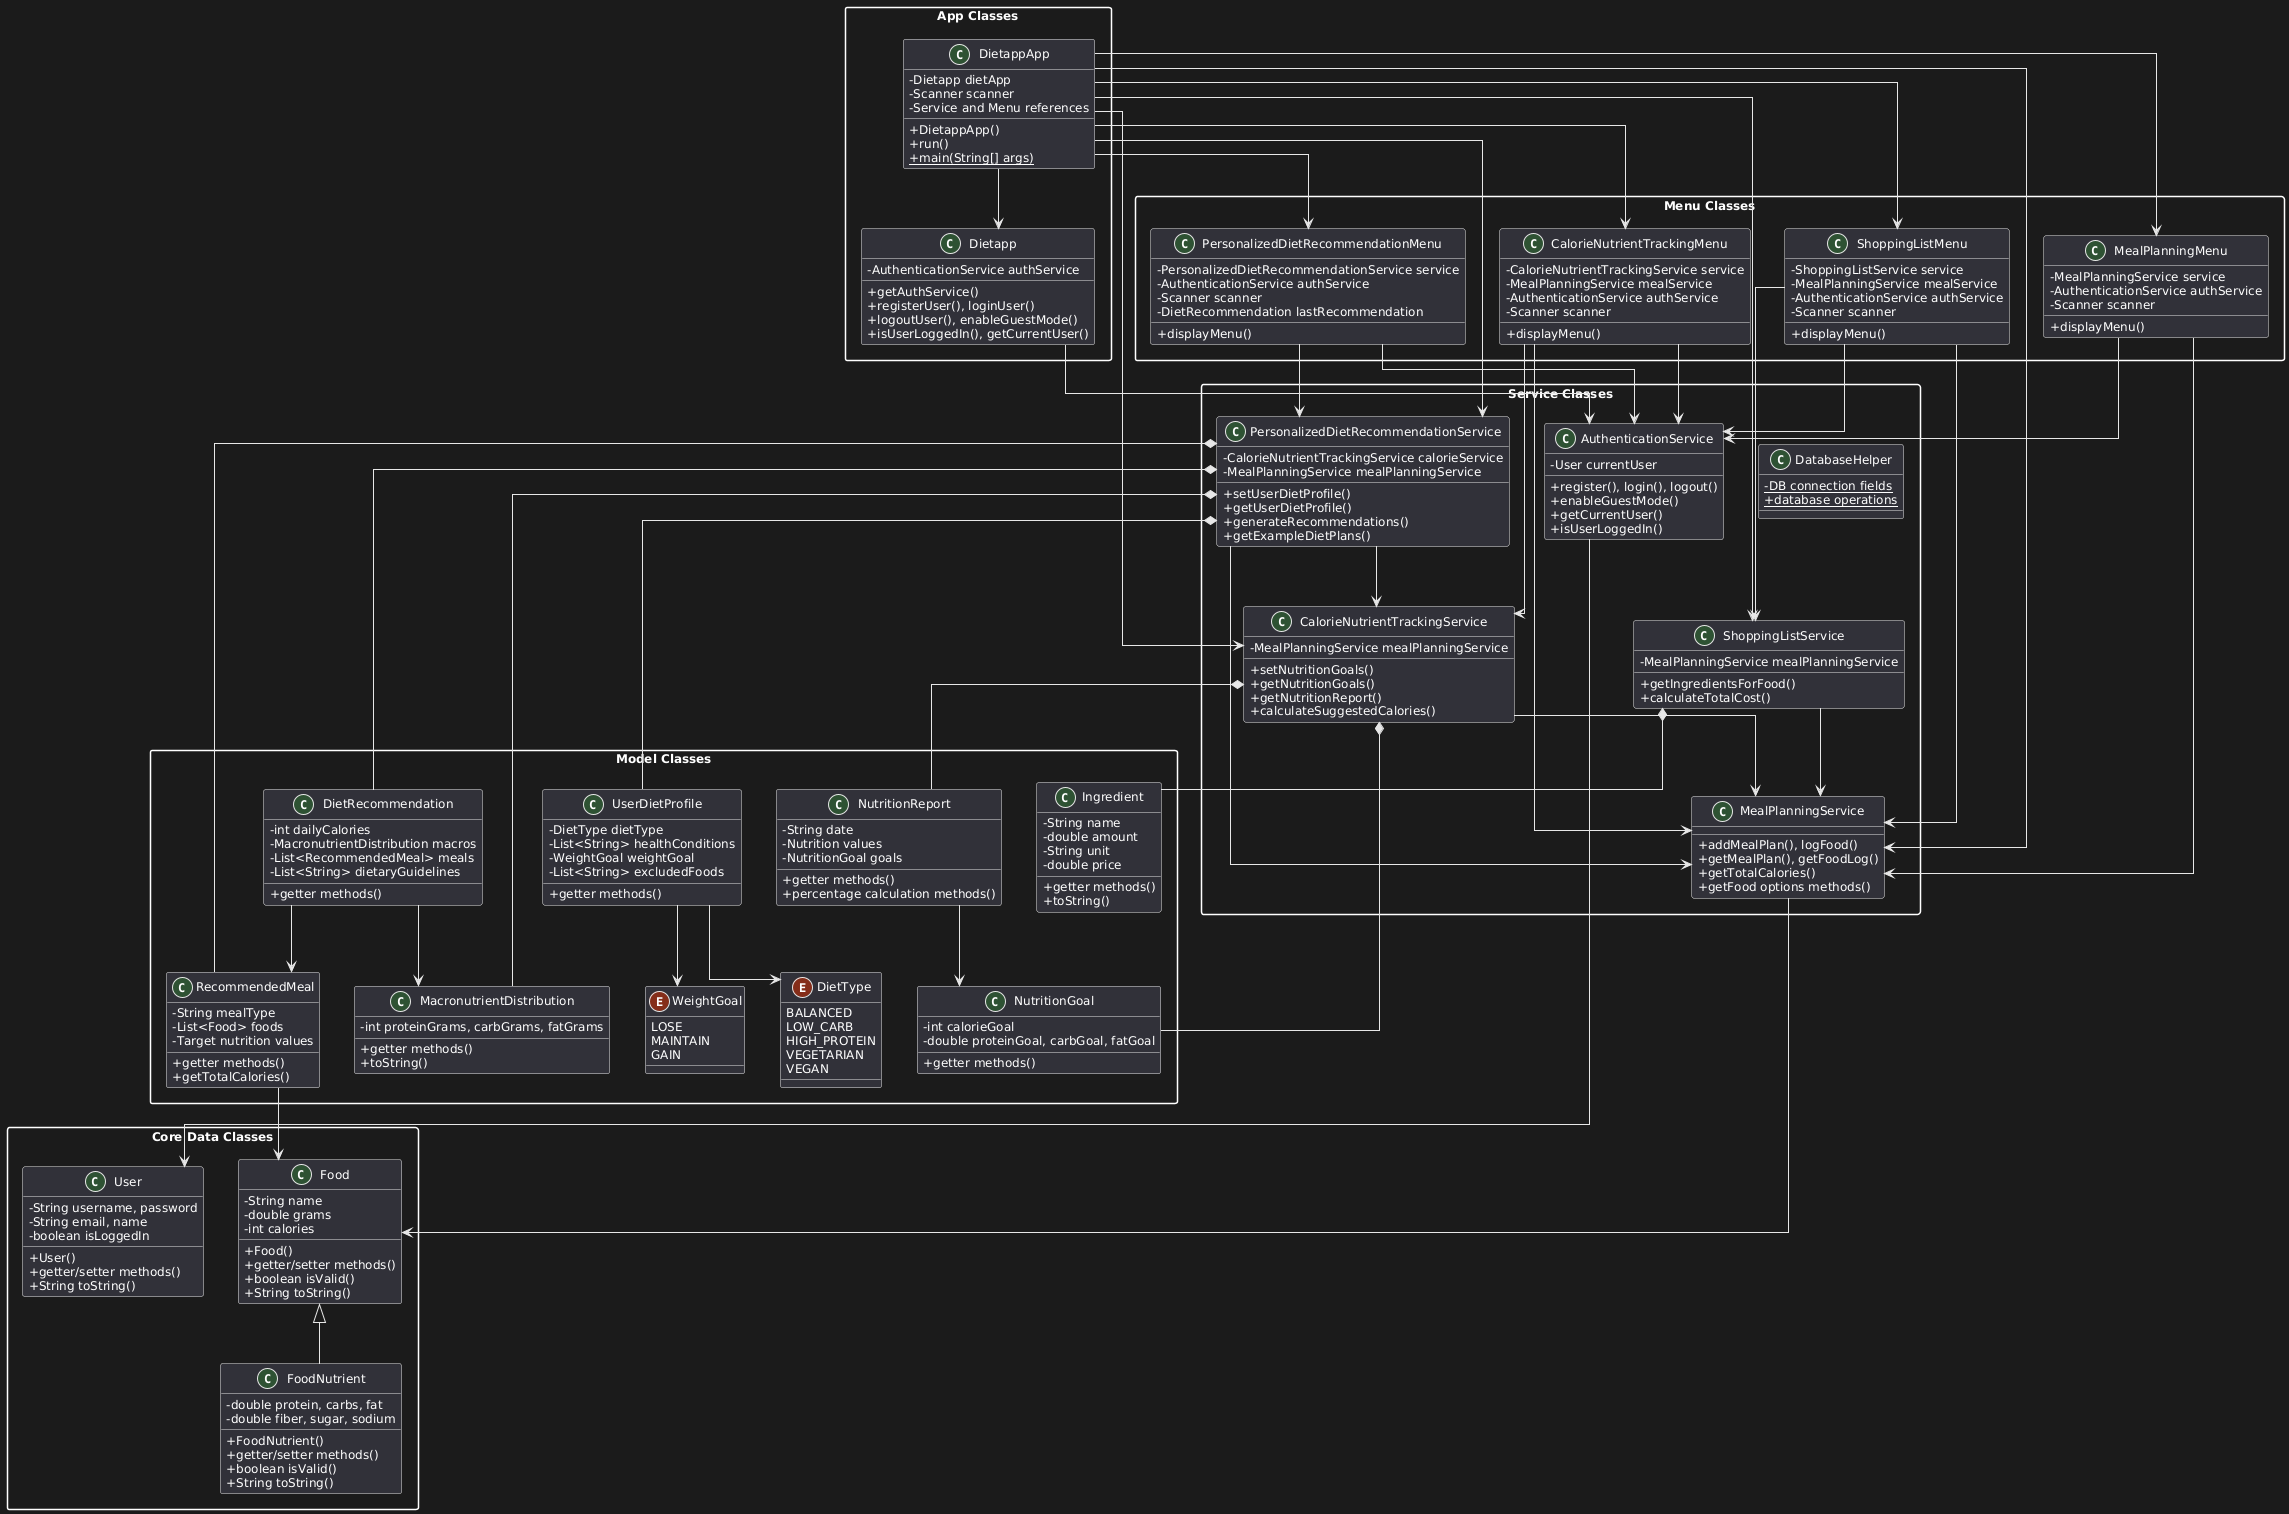 App Classes
C DietappApp
-Dietapp dietApp
-Scanner scanner
-Service and Menu references
+DietappApp()
+run()
+main(String[] args)
C Dietapp
-AuthenticationService authService
+getAuthService()
+registerUser(), loginUser()
+logoutUser(), enableGuestMode()
+isUserLoggedIn(), getCurrentUser()
Menu Classes
C PersonalizedDietRecommendationMenu
-PersonalizedDietRecommendationService service
-AuthenticationService authService
-Scanner scanner
-DietRecommendation lastRecommendation
+displayMenu()
C CalorieNutrientTrackingMenu
-CalorieNutrientTrackingService service
-MealPlanningService mealService
-AuthenticationService authService
-Scanner scanner
+displayMenu()
C ShoppingListMenu
-ShoppingListService service
-MealPlanningService mealService
-AuthenticationService authService
-Scanner scanner
+displayMenu()
C MealPlanningMenu
-MealPlanningService service
-AuthenticationService authService
-Scanner scanner
+displayMenu()
Service Classes
C PersonalizedDietRecommendationService
-CalorieNutrientTrackingService calorieService
-MealPlanningService mealPlanningService
+setUserDietProfile()
+getUserDietProfile()
+generateRecommendations()
+getExampleDietPlans()
C AuthenticationService
-User currentUser
+register(), login(), logout()
+enableGuestMode()
+getCurrentUser()
+isUserLoggedIn()
C DatabaseHelper
-DB connection fields
+database operations
C CalorieNutrientTrackingService
-MealPlanningService mealPlanningService
+setNutritionGoals()
+getNutritionGoals()
+getNutritionReport()
+calculateSuggestedCalories()
C ShoppingListService
-MealPlanningService mealPlanningService
+getIngredientsForFood()
+calculateTotalCost()
C MealPlanningService
+addMealPlan(), logFood()
+getMealPlan(), getFoodLog()
+getTotalCalories()
+getFood options methods()
Model Classes
C DietRecommendation
-int dailyCalories
-MacronutrientDistribution macros
-List<RecommendedMeal> meals
-List<String> dietaryGuidelines
+getter methods()
C UserDietProfile
-DietType dietType
-List<String> healthConditions
-WeightGoal weightGoal
-List<String> excludedFoods
+getter methods()
C NutritionReport
-String date
-Nutrition values
-NutritionGoal goals
+getter methods()
+percentage calculation methods()
C Ingredient
-String name
-double amount
-String unit
-double price
+getter methods()
+toString()
C RecommendedMeal
-String mealType
-List<Food> foods
-Target nutrition values
+getter methods()
+getTotalCalories()
C MacronutrientDistribution
-int proteinGrams, carbGrams, fatGrams
+getter methods()
+toString()
E WeightGoal
LOSE
MAINTAIN
GAIN
E DietType
BALANCED
LOW_CARB
HIGH_PROTEIN
VEGETARIAN
VEGAN
C NutritionGoal
-int calorieGoal
-double proteinGoal, carbGoal, fatGoal
+getter methods()
Core Data Classes
C User
-String username, password
-String email, name
-boolean isLoggedIn
+User()
+getter/setter methods()
+String toString()
C Food
-String name
-double grams
-int calories
+Food()
+getter/setter methods()
+boolean isValid()
+String toString()
C FoodNutrient
-double protein, carbs, fat
-double fiber, sugar, sodium
+FoodNutrient()
+getter/setter methods()
+boolean isValid()
+String toString()